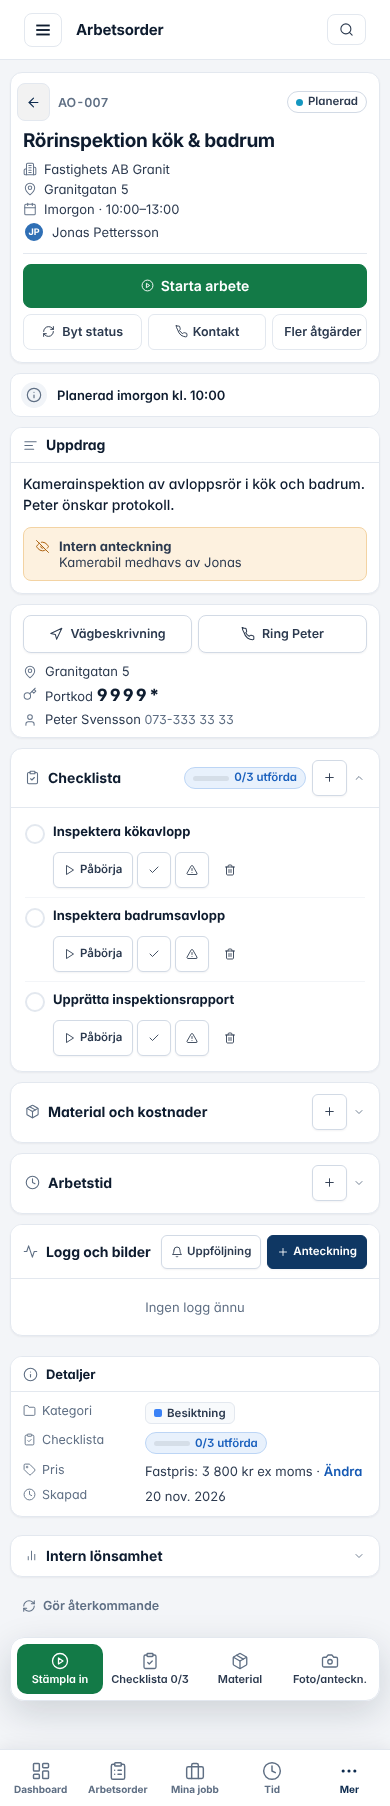 Arbetsorder
AO-007
Planerad
Rörinspektion kök & badrum
Fastighets AB Granit
Granitgatan 5
Imorgon · 10:00–13:00
JP Jonas Pettersson
Starta arbete
Byt status
Kontakt
Fler åtgärder
Planerad imorgon kl. 10:00
Uppdrag
Kamerainspektion av avloppsrör i kök och badrum.
Peter önskar protokoll.
Intern anteckning
Kamerabil medhavs av Jonas
Vägbeskrivning
Ring Peter
Granitgatan 5
Portkod 9999*
Peter Svensson 073-333 33 33
Checklista
0/3 utförda
Inspektera kökavlopp
Påbörja
Inspektera badrumsavlopp
Påbörja
Upprätta inspektionsrapport
Påbörja
Material och kostnader
Arbetstid
Logg och bilder
Uppföljning
Anteckning
Ingen logg ännu
Detaljer
Kategori
Besiktning
Checklista
0/3 utförda
Pris
Fastpris: 3 800 kr ex moms · Ändra
Skapad
20 nov. 2026
Intern lönsamhet
Gör återkommande
Stämpla in
Checklista 0/3
Material
Foto/anteckn.
Dashboard
Arbetsorder
Mina jobb
Tid
Mer